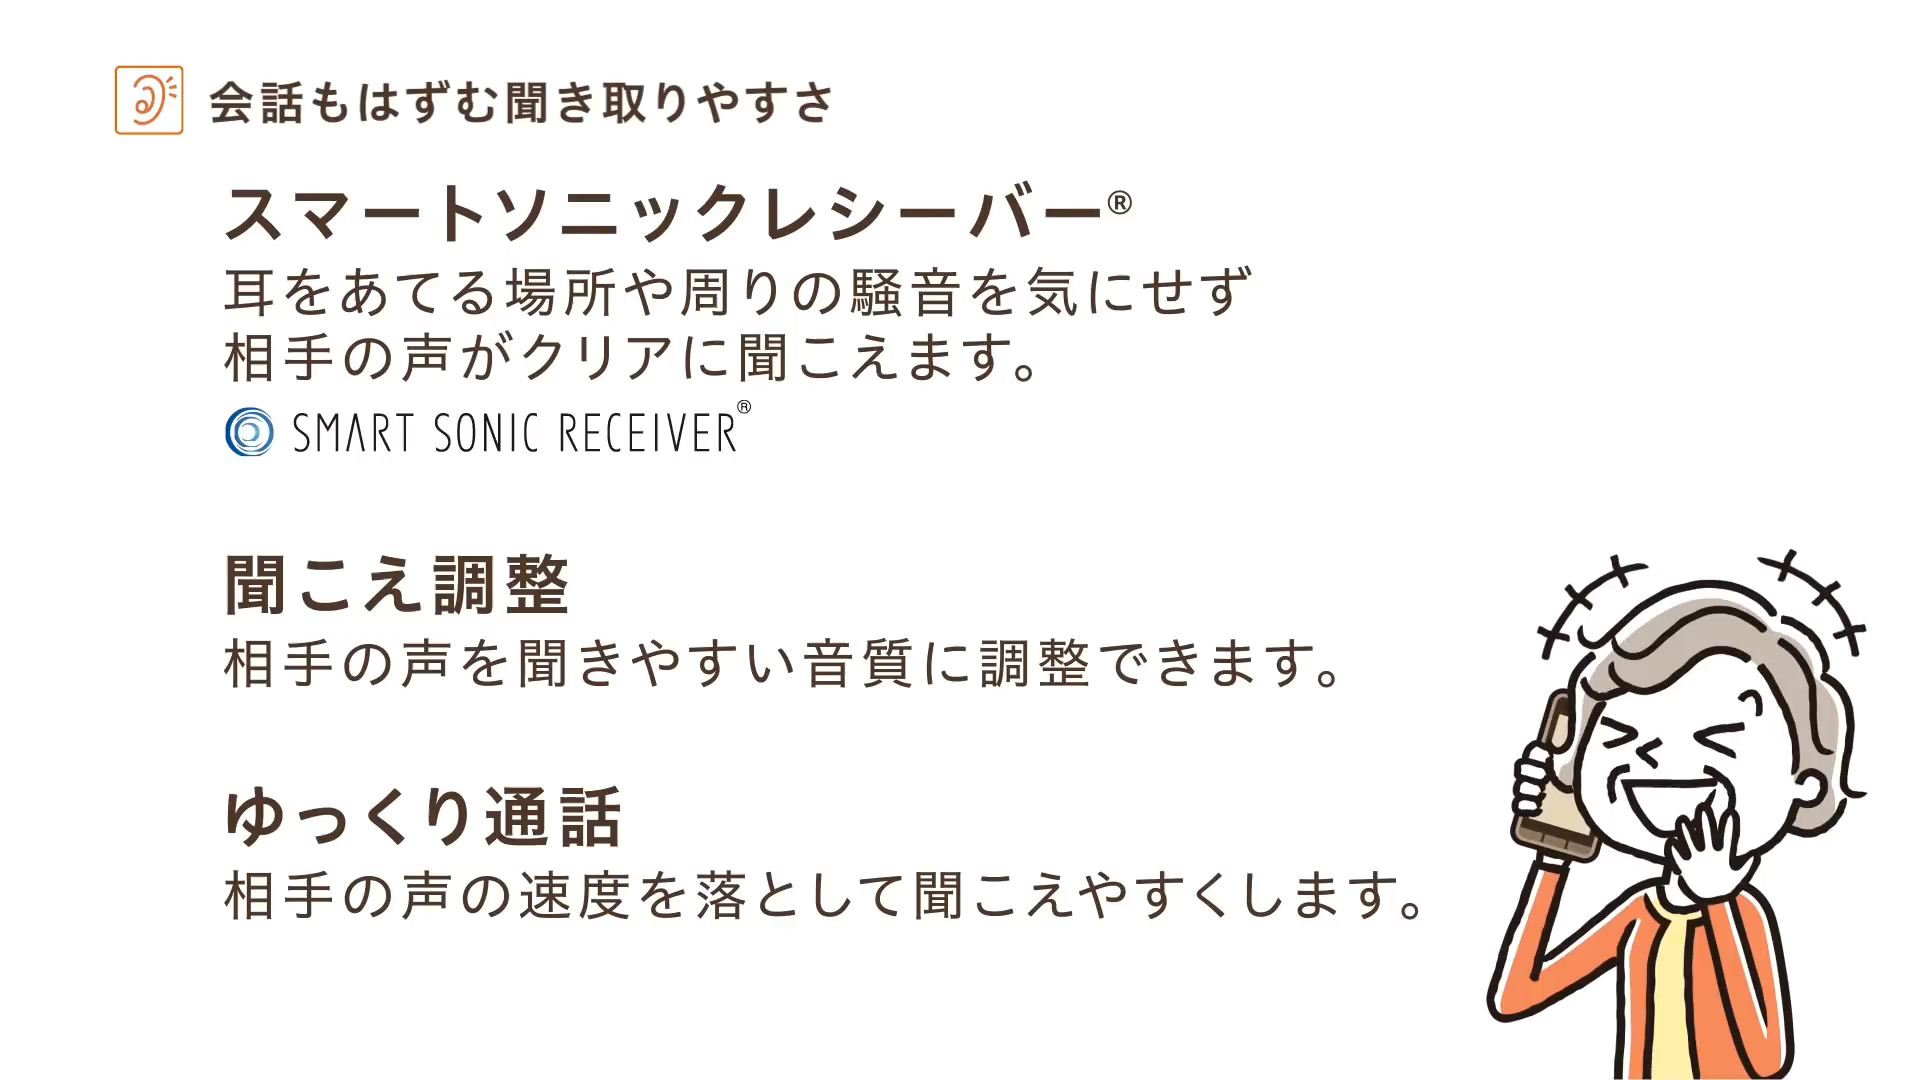 会話もはずむ聞き取りやすさ
スマートソニックレシーバー®
耳をあてる場所や周りの騒音を気にせず
相手の声がクリアに聞こえます。
SMART SONIC RECEIVER®
聞こえ調整
相手の声を聞きやすい音質に調整できます。
ゆっくり通話
相手の声の速度を落として聞こえやすくします。